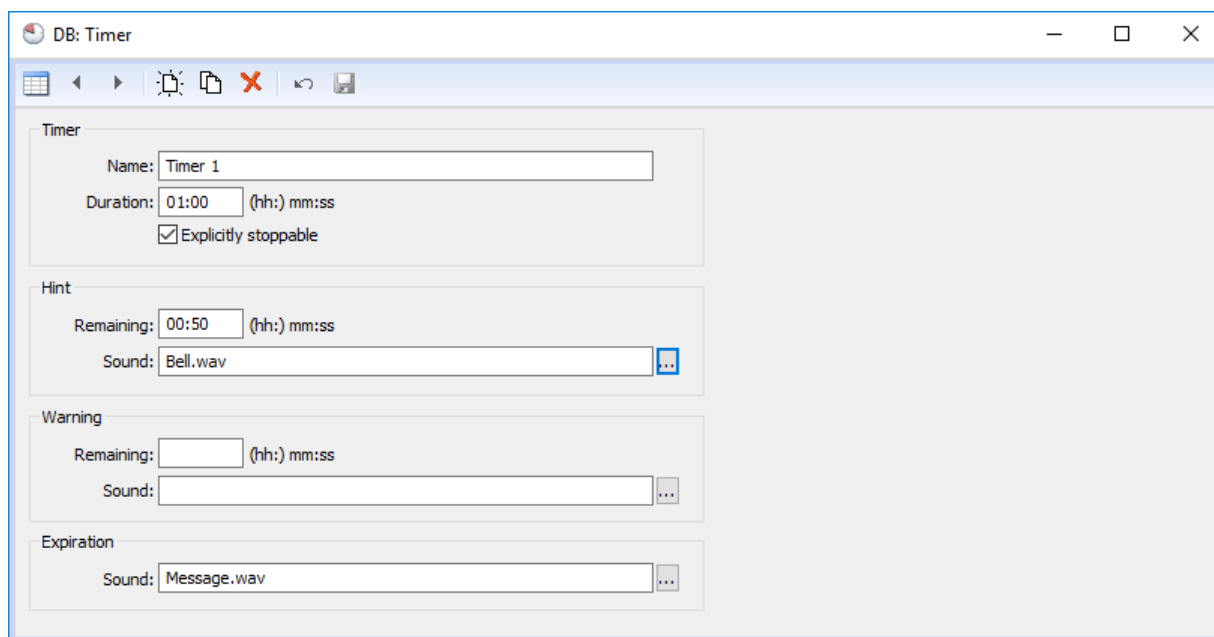 DB: Timer
Timer
Name: Timer 1
Duration: 01:00 (hh:) mm:ss
Explicitly stoppable
Hint
Remaining: 00:50 (hh:) mm:ss
Sound: Bell.wav ...
Warning
Remaining: (hh:) mm:ss
Sound: ...
Expiration
Sound: Message.wav ...